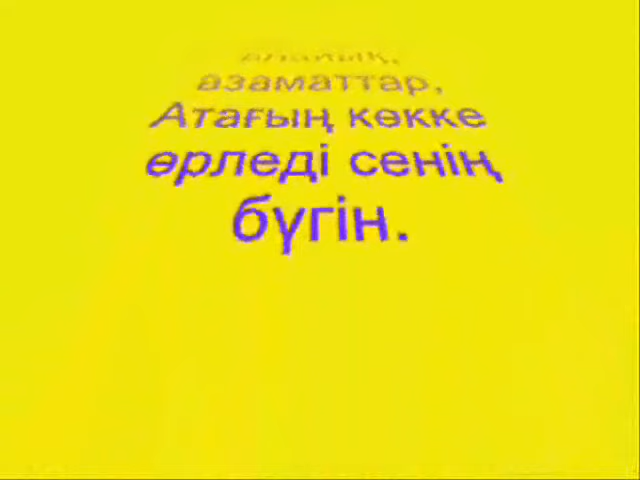 азаматтар,
Атағың көкке
өрледі сенің
бүгін.